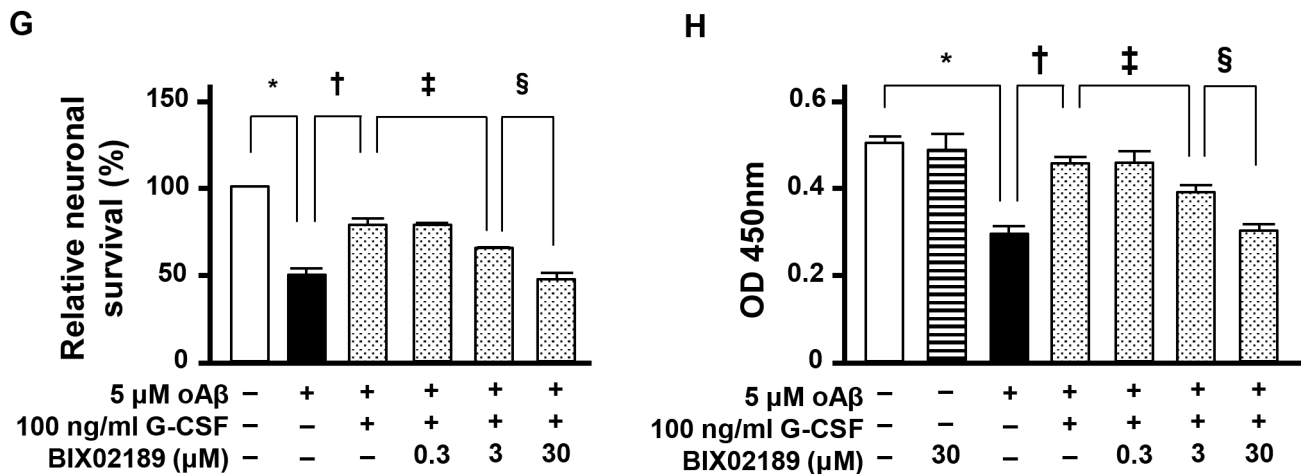 G
* † ‡ §
150
100
50
0
Relative neuronal
survival (%)
5 µM oAβ – + + + + +
100 ng/ml G-CSF – – + + + +
BIX02189 (µM) – – – 0.3 3 30
H
* † ‡ §
0.6
0.4
0.2
0
OD 450nm
5 µM oAβ – – + + + + +
100 ng/ml G-CSF – – – + + + +
BIX02189 (µM) – 30 – – 0.3 3 30